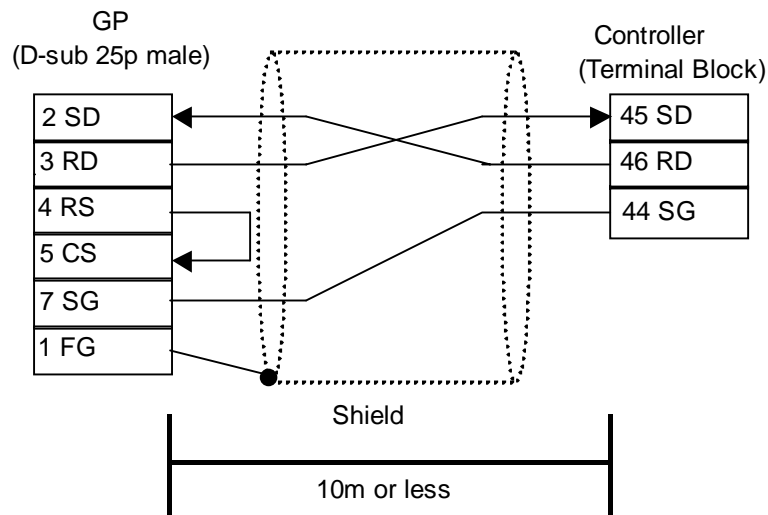 GP
(D-sub 25p male)
Controller
(Terminal Block)
2 SD
3 RD
4 RS
5 CS
7 SG
1 FG
45 SD
46 RD
44 SG
Shield
10m or less